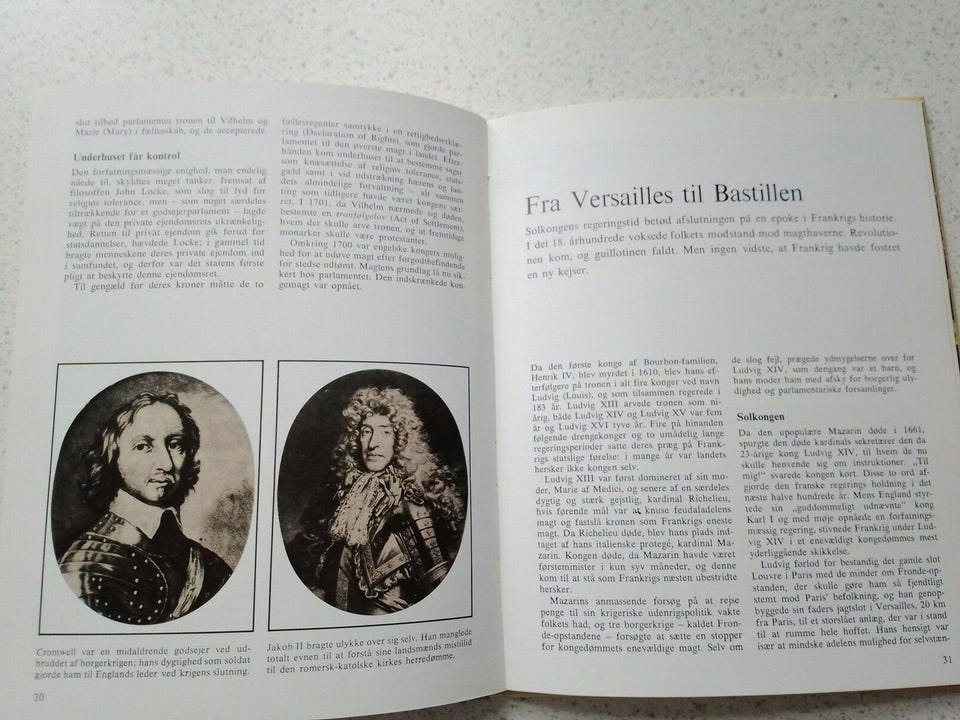 slut tilbød parlamentet tronen til Vilhelm og
Marie (Mary) i fællesskab, og de accepterede.
Underhuset får kontrol
Den forfatningsmæssige enighed, man endelig
nåede til, skyldtes meget tanker, fremsat af
filosoffen John Locke, som slog til lyd for
religiøs tolerance, men – som noget særdeles
tiltrækkende for et godsejerparlament – lagde
vægt på den private ejendomsrets ukrænkelig-
hed. Retten til privat ejendom gik forud for
statsdannelser, hævdede Locke; i gammel tid
bragte menneskene deres private ejendom ind
i samfundet, og derfor var det statens første
pligt at beskytte denne ejendomsret.
Til gengæld for deres kroner måtte de to
fællesregenter samtykke i en rettighedserklæ-
ring (Declaration of Rights), som gjorde par-
lamentet til den øverste magt i landet. Efter-
hånden kom underhuset til at bestemme sager
som knæsættelse af religiøs tolerance, stats-
gæld samt i vid udstrækning hærens og lan-
dets almindelige forvaltning – alt sammen
ting som tidligere havde været kongens sær-
ret. I 1701, da Vilhelm nærmede sig døden,
bestemte en tronfølgelov (Act of Settlement),
hvem der skulle arve tronen, og at fremtidige
monarker skulle være protestanter.
Omkring 1700 var engelske kongers mulig-
hed for at udøve magt efter forgodtbefindende
for stedse udtømt. Magtens grundlag lå nu sik-
kert hos parlamentet. Den indskrænkede kon-
gemagt var opnået.
Cromwell var en midaldrende godsejer ved ud-
bruddet af borgerkrigen; hans dygtighed som soldat
gjorde ham til Englands leder ved krigens slutning.
Jakob II bragte ulykke over sig selv. Han manglede
totalt evnen til at forstå sine landsmænds mistillid
til den romersk-katolske kirkes herredømme.
30
Fra Versailles til Bastillen
Solkongens regeringstid betød afslutningen på en epoke i Frankrigs historie.
I det 18. århundrede voksede folkets modstand mod magthaverne. Revolutio-
nen kom, og guillotinen faldt. Men ingen vidste, at Frankrig havde fostret
en ny kejser.
Da den første konge af Bourbon-familien,
Henrik IV, blev myrdet i 1610, blev hans ef-
terfølgere på tronen i alt fire konger ved navn
Ludvig (Louis), og som tilsammen regerede i
183 år. Ludvig XIII arvede tronen som ni-
årig, både Ludvig XIV og Ludvig XV var fem
år og Ludvig XVI tyve år. Fire på hinanden
følgende drengekonger og to umådelig lange
regeringsperioder satte deres præg på Frank-
rigs statslige førelse: i mange år var landets
hersker ikke kongen selv.
Ludvig XIII var først domineret af sin mo-
der, Marie af Medici, og senere af en særdeles
dygtig og stærk gejstlig, kardinal Richelieu,
hvis førende mål var at knuse feudaladelens
magt og fastslå kronen som Frankrigs eneste
magt. Da Richelieu døde, blev hans plads ind-
taget af hans italienske protegé, kardinal Ma-
zarin. Kongen døde, da Mazarin havde været
førsteminister i kun syv måneder, og denne
kom til at stå som Frankrigs næsten ubestridte
hersker.
Mazarins anmassende forsøg på at rejse
penge til sin krigeriske udenrigspolitik vakte
folkets had, og tre borgerkrige – kaldet Fron-
de-opstandene – forsøgte at sætte en stopper
for kongedømmets enevældige magt. Selv om
de slog fejl, prægede ydmygelserne over for
Ludvig XIV, som dengang var et barn, og
hans moder ham med afsky for borgerlig uly-
dighed og parlamentariske forsamlinger.
Solkongen
Da den upopulære Mazarin døde i 1661,
spurgte den døde kardinals sekretærer den da
23-årige kong Ludvig XIV, til hvem de nu
skulle henvende sig om instruktioner. „Til
mig!“ svarede kongen kort. Disse to ord af-
gjorde den franske regerings holdning i det
næste halve hundrede år. Mens England styr-
tede sin „guddommeligt udnævnte“ kong
Karl I og med møje opnåede en forfatnings-
mæssig regering, stivnede Frankrig under Lud-
vig XIV i et enevældigt kongedømmes mest
yderliggående skikkelse.
Ludvig forlod for bestandig det gamle slot
Louvre i Paris med de minder om Fronde-op-
standen, der skulle gøre ham så fjendtligt
stemt mod Paris' befolkning, og han genop-
byggede sin faders jagtslot i Versailles, 20 km
fra Paris, til et storslået anlæg, der var i stand
til at rumme hele hoffet. Hans hensigt var
især at mindske adelens mulighed for selvstæn-
31